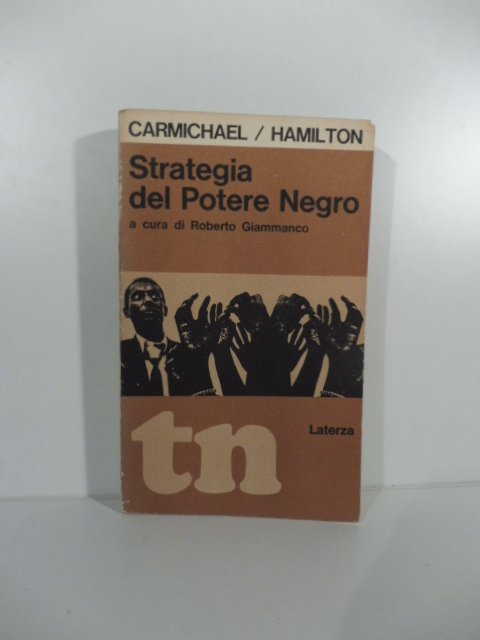 CARMICHAEL / HAMILTON
Strategia
del Potere Negro
a cura di Roberto Giammanco
Laterza
tn